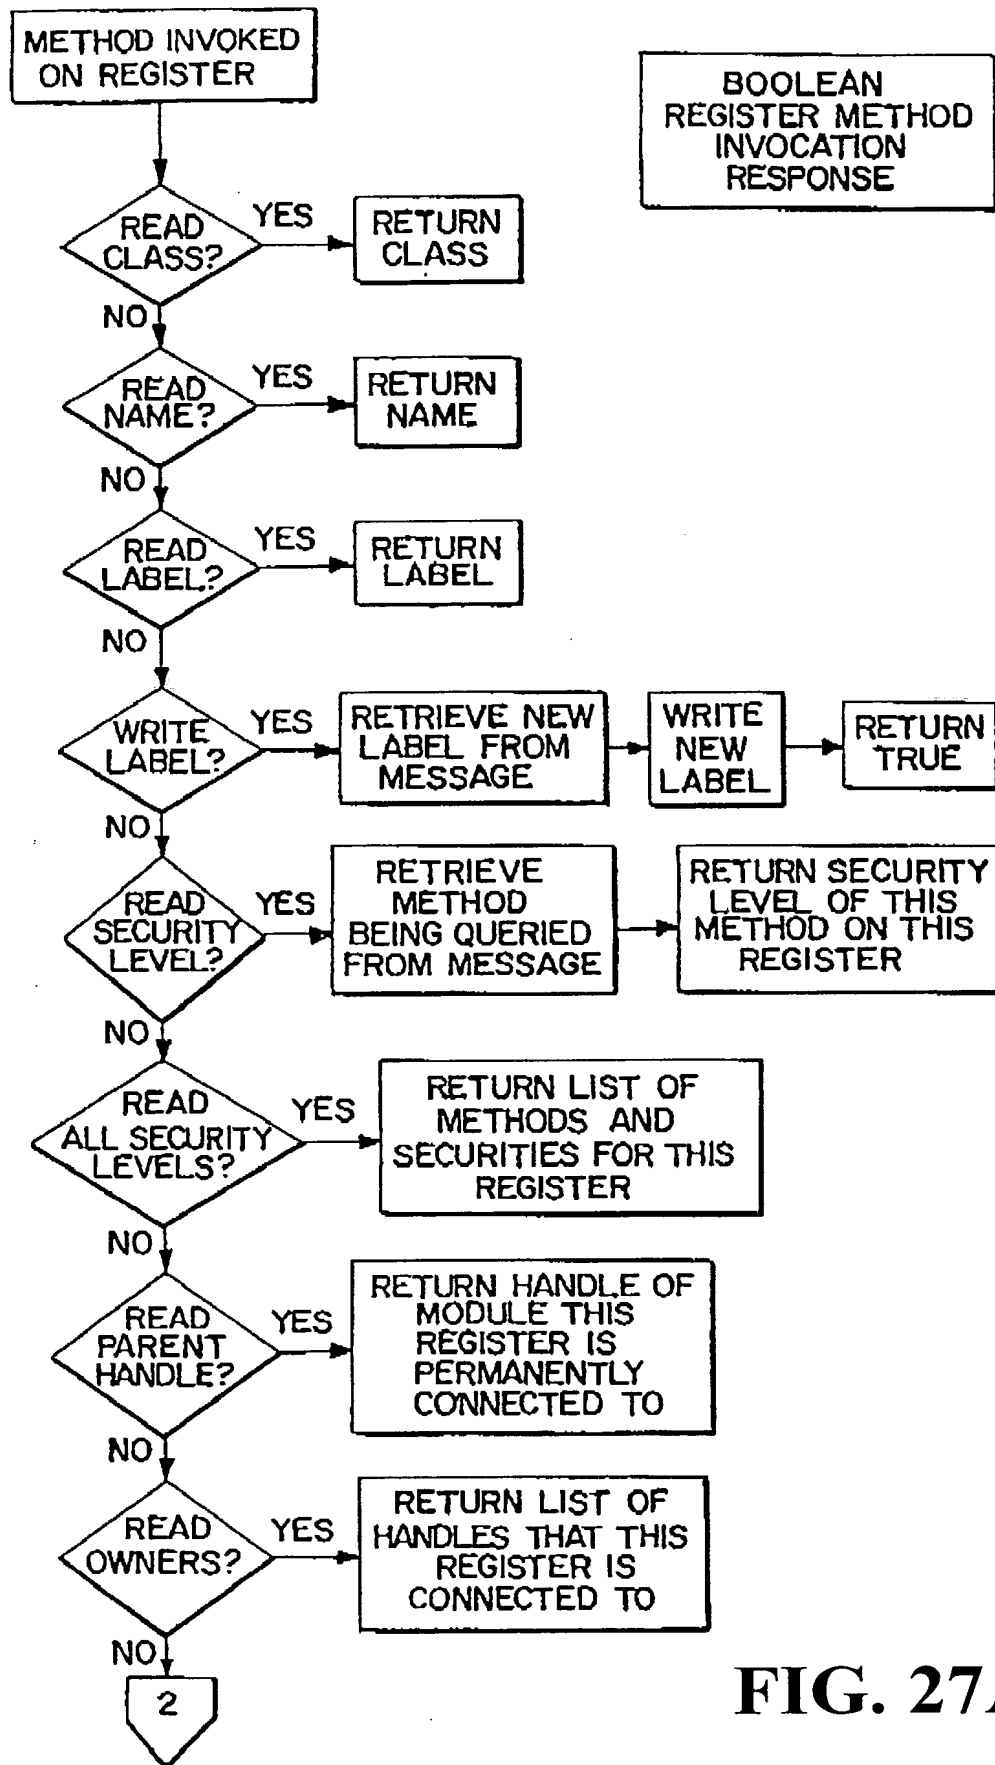 METHOD INVOKED
ON REGISTER
BOOLEAN
REGISTER METHOD
INVOCATION
RESPONSE
READ
CLASS?
YES
RETURN
CLASS
NO
READ
NAME?
YES
RETURN
NAME
NO
READ
LABEL?
YES
RETURN
LABEL
NO
WRITE
LABEL?
YES
RETRIEVE NEW
LABEL FROM
MESSAGE
WRITE
NEW
LABEL
RETURN
TRUE
NO
READ
SECURITY
LEVEL?
YES
RETRIEVE
METHOD
BEING QUERIED
FROM MESSAGE
RETURN SECURITY
LEVEL OF THIS
METHOD ON THIS
REGISTER
NO
READ
ALL SECURITY
LEVELS?
YES
RETURN LIST OF
METHODS AND
SECURITIES FOR THIS
REGISTER
NO
READ
PARENT
HANDLE?
YES
RETURN HANDLE OF
MODULE THIS
REGISTER IS
PERMANENTLY
CONNECTED TO
NO
READ
OWNERS?
YES
RETURN LIST OF
HANDLES THAT THIS
REGISTER IS
CONNECTED TO
NO
2
FIG. 27A